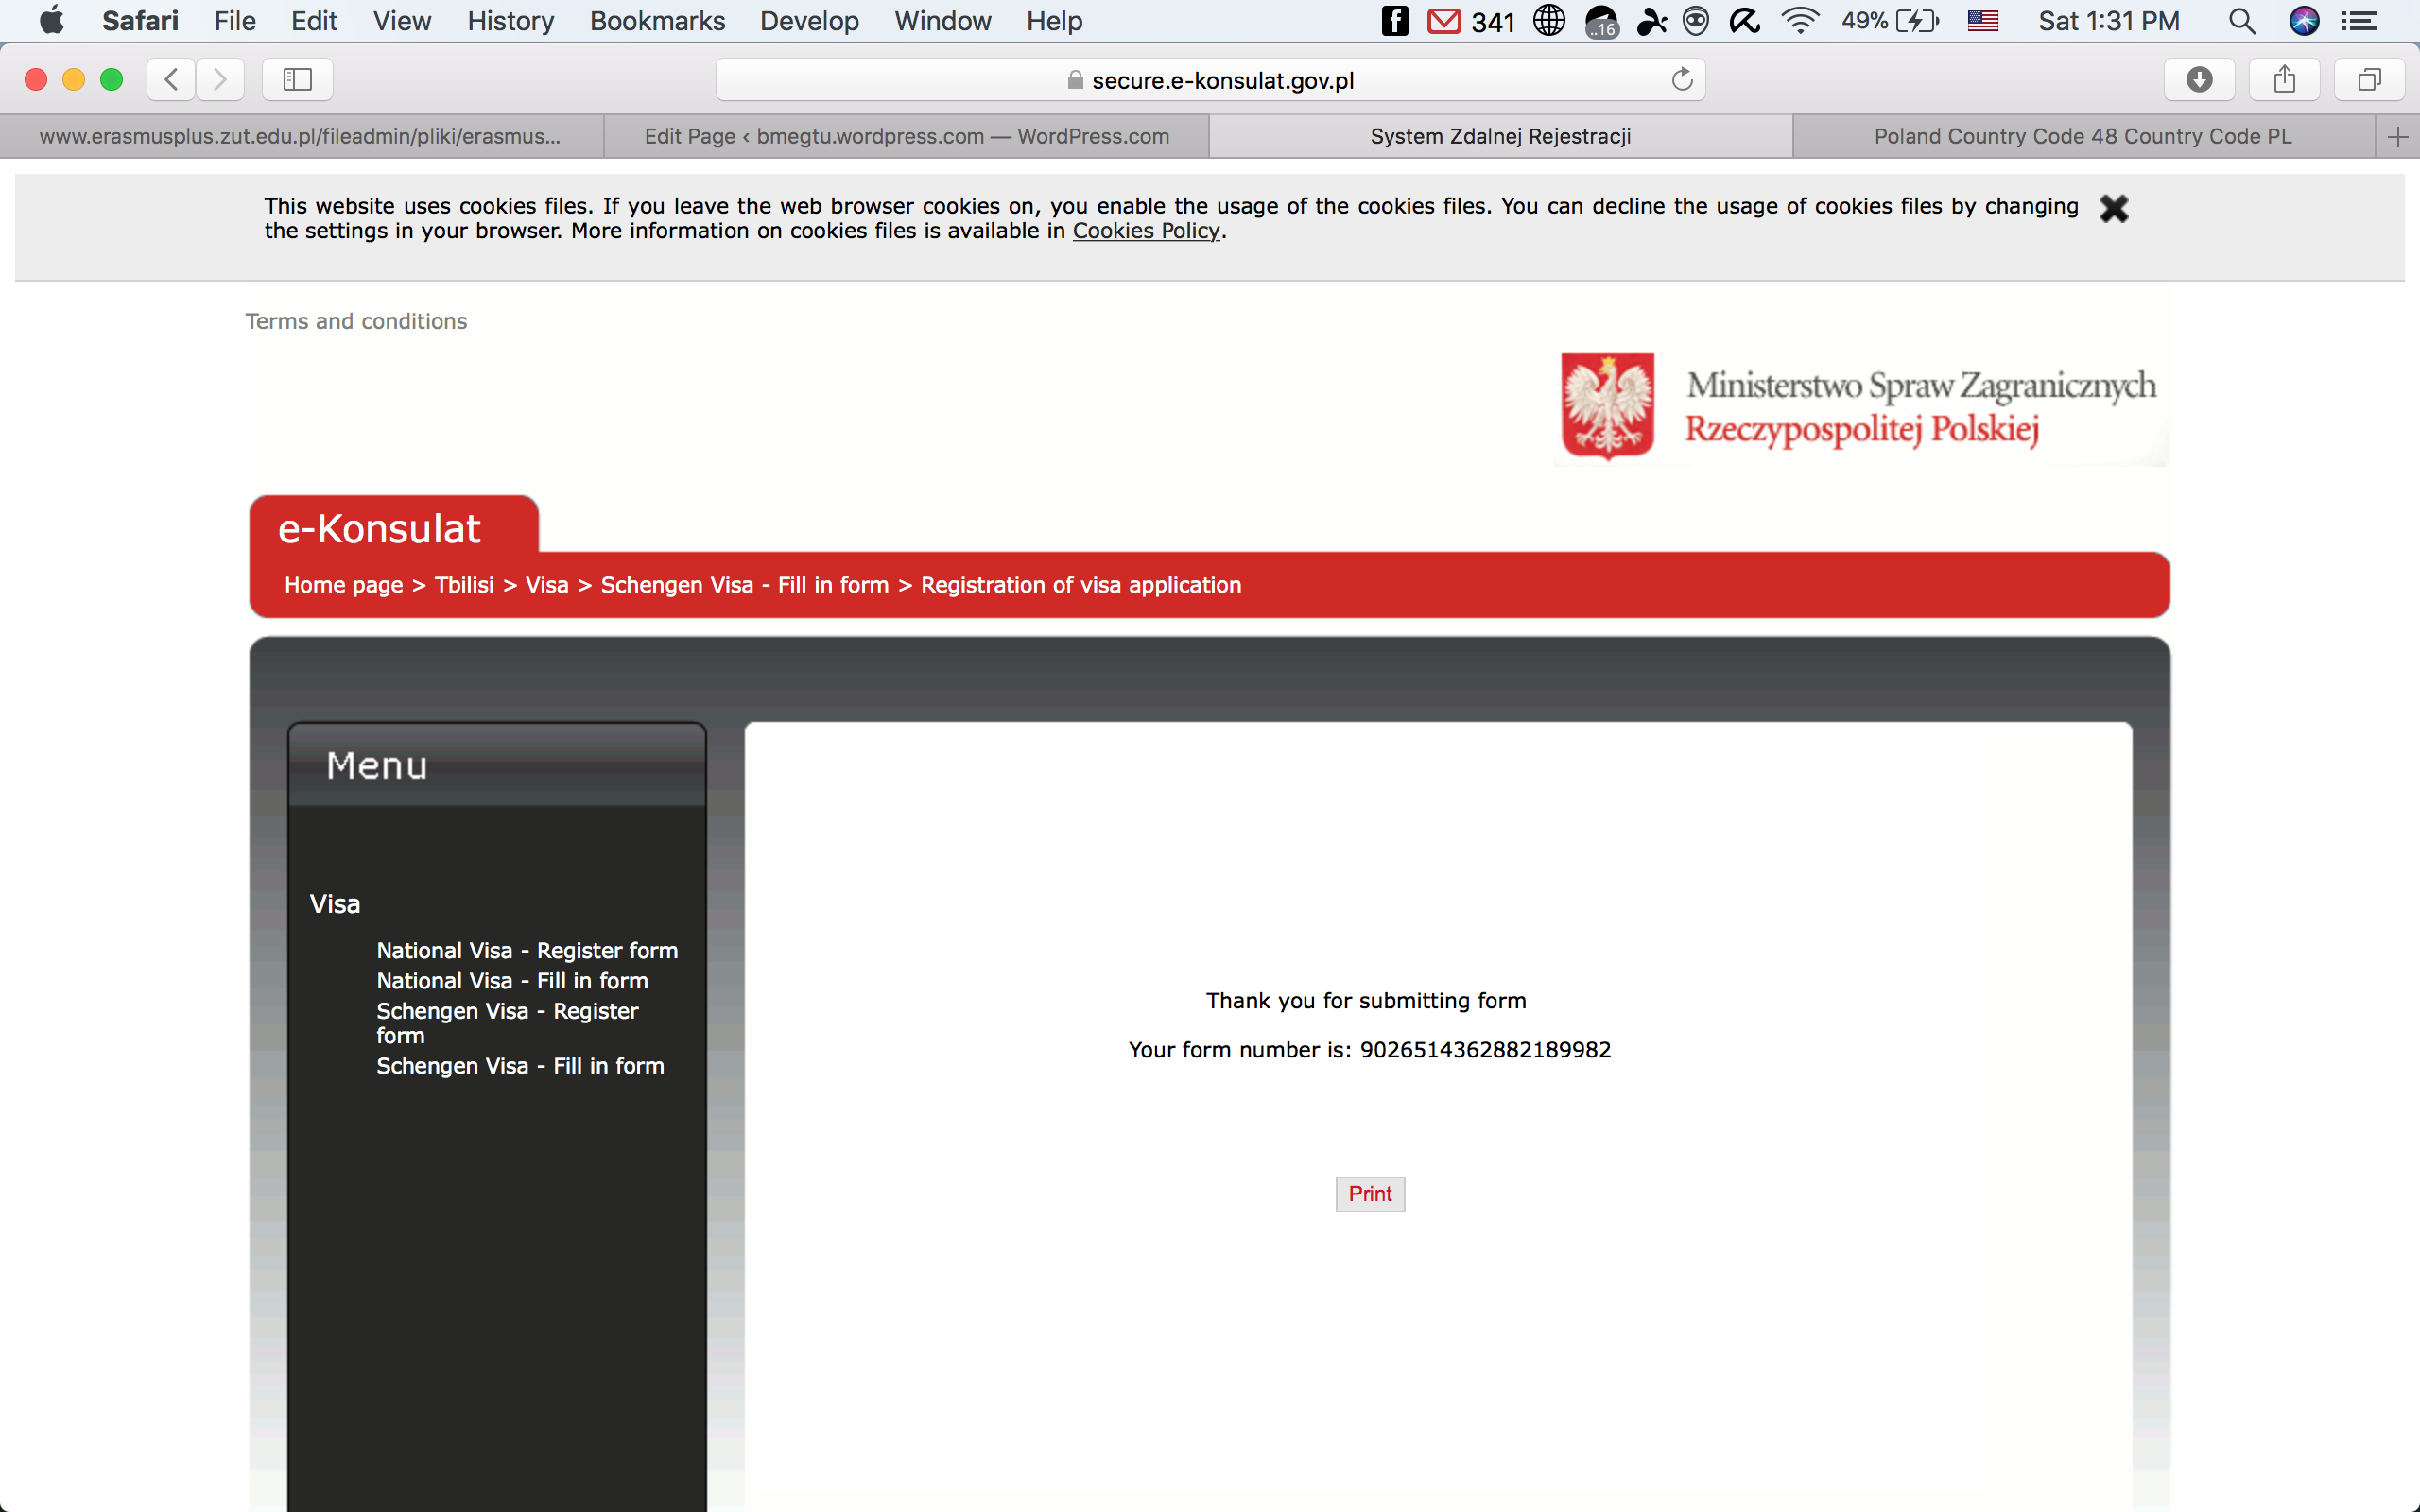 Safari File Edit View History Bookmarks Develop Window Help 341 ..16 49% Sat 1:31 PM
secure.e-konsulat.gov.pl
www.erasmusplus.zut.edu.pl/fileadmin/pliki/erasmus... Edit Page ‹ bmegtu.wordpress.com — WordPress.com System Zdalnej Rejestracji Poland Country Code 48 Country Code PL
This website uses cookies files. If you leave the web browser cookies on, you enable the usage of the cookies files. You can decline the usage of cookies files by changing
the settings in your browser. More information on cookies files is available in Cookies Policy.
Terms and conditions
Ministerstwo Spraw Zagranicznych
Rzeczypospolitej Polskiej
e-Konsulat
Home page > Tbilisi > Visa > Schengen Visa - Fill in form > Registration of visa application
Menu
Visa
National Visa - Register form
National Visa - Fill in form
Schengen Visa - Register
form
Schengen Visa - Fill in form
Thank you for submitting form
Your form number is: 9026514362882189982
Print